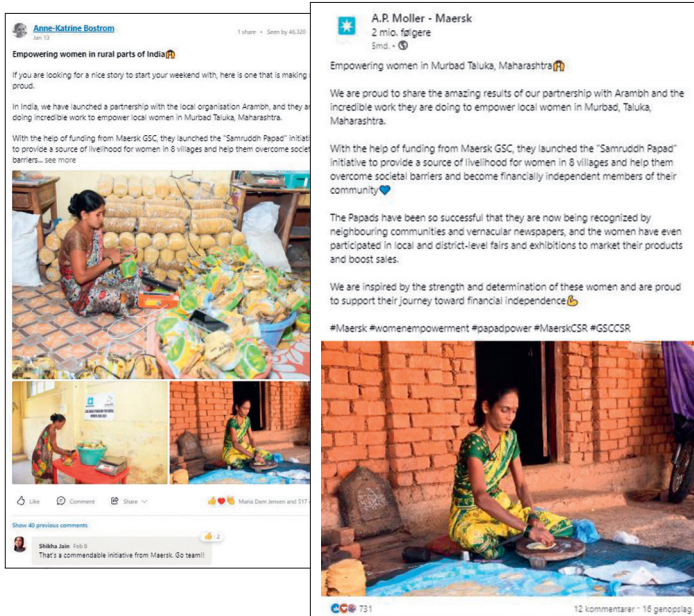 Anne-Katrine Bostrom
Jan 13
1 share • Seen by 46,320
Empowering women in rural parts of India
If you are looking for a nice story to start your weekend with, here is one that is making
proud.
In India, we have launched a partnership with the local organisation Arambh, and they a
doing incredible work to empower local women in Murbad Taluka, Maharashtra.
With the help of funding from Maersk GSC, they launched the "Samruddh Papad" initiati
to provide a source of livelihood for women in 8 villages and help them overcome societ
barriers... see more
Like
Comment
Share
Maria Dam Jensen and 517
Show 40 previous comments
2
Shikha Jain Feb 8
That's a commendable initiative from Maersk. Go team!!
A.P. Moller - Maersk
2 mio. følgere
5md. •
Empowering women in Murbad Taluka, Maharashtra
We are proud to share the amazing results of our partnership with Arambh and the
incredible work they are doing to empower local women in Murbad, Taluka,
Maharashtra.
With the help of funding from Maersk GSC, they launched the "Samruddh Papad"
initiative to provide a source of livelihood for women in 8 villages and help them
overcome societal barriers and become financially independent members of their
community
The Papads have been so successful that they are now being recognized by
neighbouring communities and vernacular newspapers, and the women have even
participated in local and district-level fairs and exhibitions to market their products
and boost sales.
We are inspired by the strength and determination of these women and are proud
to support their journey toward financial independence
#Maersk #womenempowerment #papadpower #MaerskCSR #GSCCSR
731
12 kommentarer · 16 genopslag